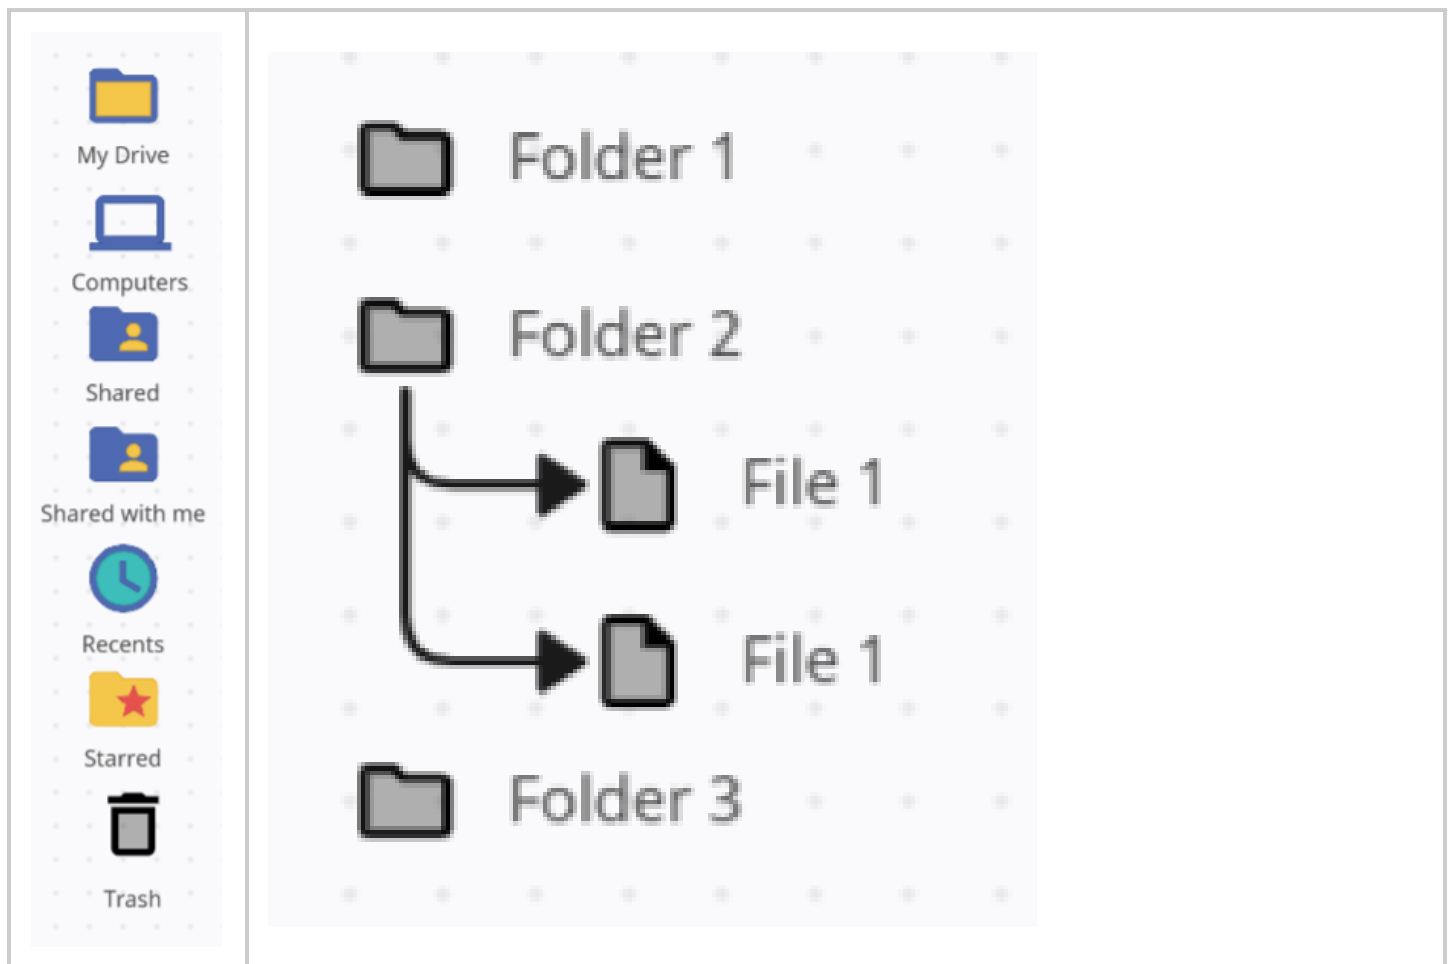 My Drive
Computers
Shared
Shared with me
Recents
Starred
Trash
Folder 1
Folder 2
File 1
File 1
Folder 3